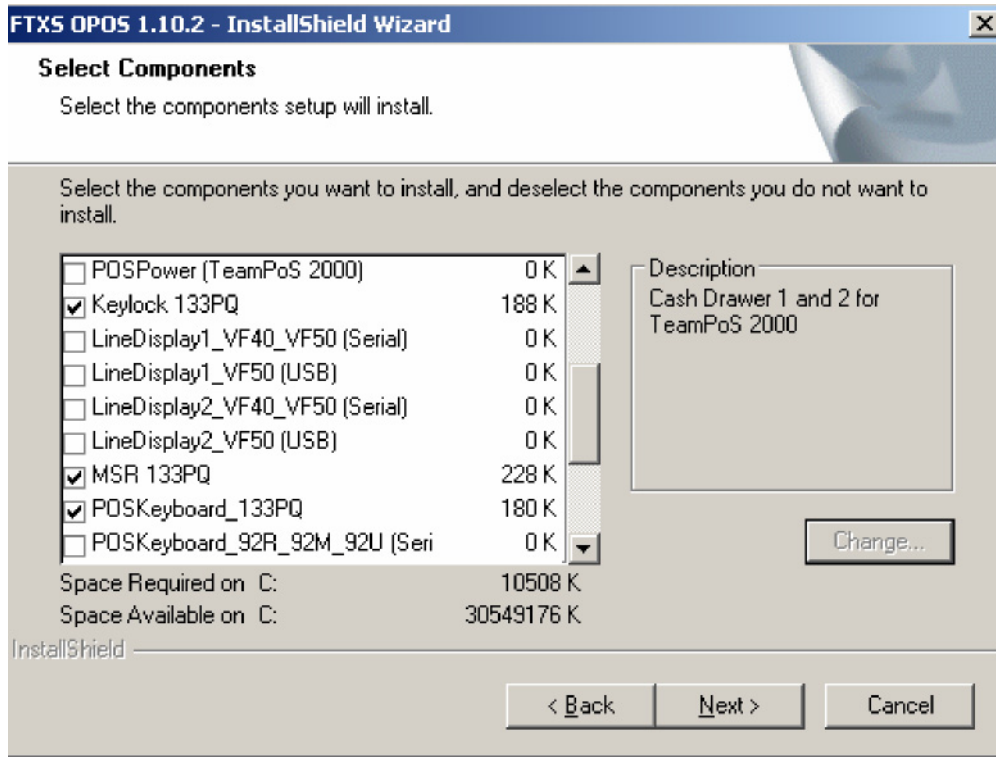 FTXS OPOS 1.10.2 - InstallShield Wizard
Select Components
Select the components setup will install.
Select the components you want to install, and deselect the components you do not want to
install.
POSPower (TeamPoS 2000) 0 K
Keylock 133PQ 188 K
LineDisplay1_VF40_VF50 (Serial) 0 K
LineDisplay1_VF50 (USB) 0 K
LineDisplay2_VF40_VF50 (Serial) 0 K
LineDisplay2_VF50 (USB) 0 K
MSR 133PQ 228 K
POSKeyboard_133PQ 180 K
POSKeyboard_92R_92M_92U (Seri 0 K
Description
Cash Drawer 1 and 2 for
TeamPoS 2000
Change...
Space Required on C: 10508 K
Space Available on C: 30549176 K
InstallShield
< Back Next > Cancel